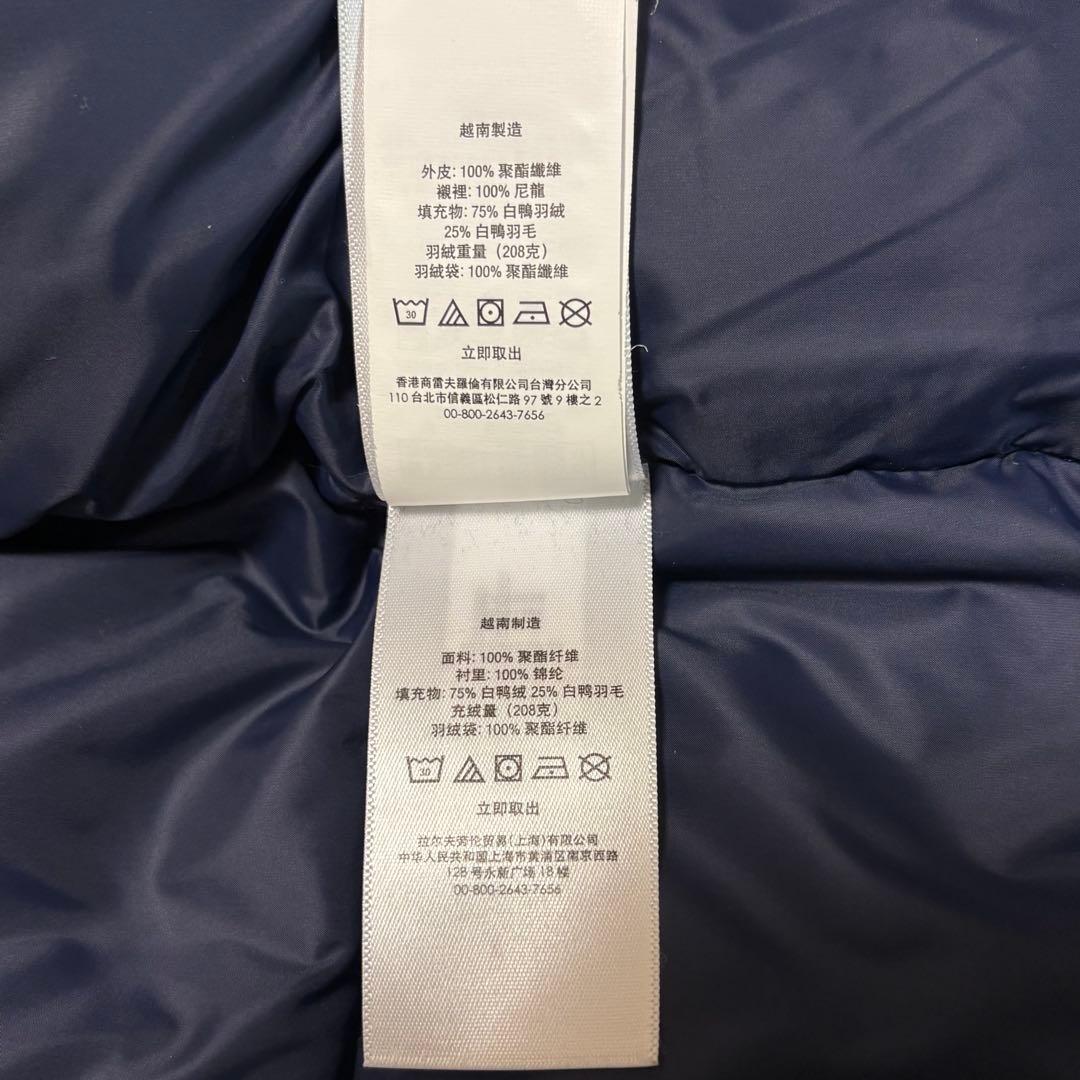 越南製造
外皮: 100% 聚酯纖維
襯裡: 100% 尼龍
填充物: 75% 白鴨羽絨
25% 白鴨羽毛
羽絨重量（208克）
羽絨袋: 100% 聚酯纖維
30
立即取出
香港商雷夫羅倫有限公司台灣分公司
110 台北市信義區松仁路 97 號 9 樓之 2
00-800-2643-7656
越南制造
面料: 100% 聚酯纤维
衬里: 100% 锦纶
填充物: 75% 白鸭绒 25% 白鸭羽毛
充绒量（208克）
羽绒袋: 100% 聚酯纤维
30
立即取出
拉尔夫劳伦贸易(上海)有限公司
中华人民共和国上海市黄浦区南京西路
128 号永新广场 18 楼
00-800-2643-7656